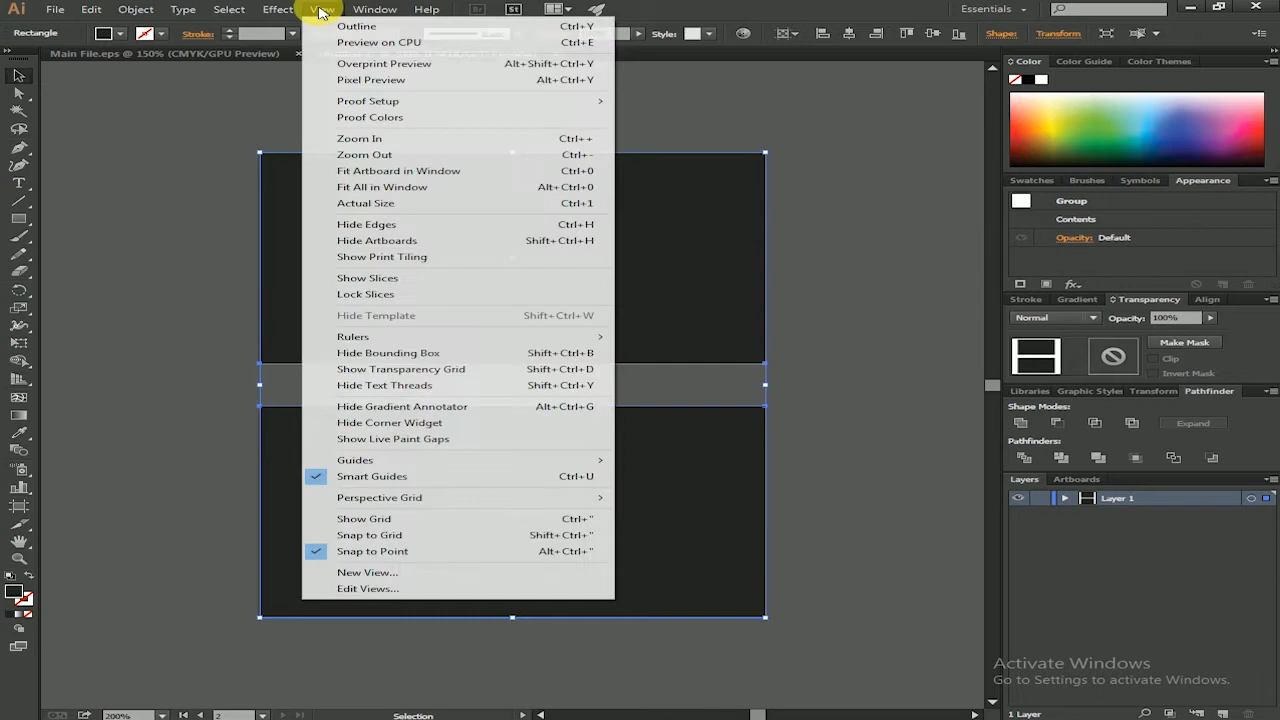 Ai File Edit Object Type Select Effect View Window Help Br St Essentials
Rectangle Stroke: Style: Shape: Transform
Main File.eps @ 150% (CMYK/GPU Preview) ×
Outline Ctrl+Y
Preview on CPU Ctrl+E
Overprint Preview Alt+Shift+Ctrl+Y
Pixel Preview Alt+Ctrl+Y
Proof Setup
Proof Colors
Zoom In Ctrl++
Zoom Out Ctrl+-
Fit Artboard in Window Ctrl+0
Fit All in Window Alt+Ctrl+0
Actual Size Ctrl+1
Hide Edges Ctrl+H
Hide Artboards Shift+Ctrl+H
Show Print Tiling
Show Slices
Lock Slices
Hide Template Shift+Ctrl+W
Rulers
Hide Bounding Box Shift+Ctrl+B
Show Transparency Grid Shift+Ctrl+D
Hide Text Threads Shift+Ctrl+Y
Hide Gradient Annotator Alt+Ctrl+G
Hide Corner Widget
Show Live Paint Gaps
Guides
Smart Guides Ctrl+U
Perspective Grid
Show Grid Ctrl+"
Snap to Grid Shift+Ctrl+"
Snap to Point Alt+Ctrl+"
New View...
Edit Views...
Color Color Guide Color Themes
Swatches Brushes Symbols Appearance
Group
Contents
Opacity: Default
fx
Stroke Gradient Transparency Align
Normal Opacity: 100%
Make Mask
Clip
Invert Mask
Libraries Graphic Styles Transform Pathfinder
Shape Modes:
Expand
Pathfinders:
Layers Artboards
Layer 1
Activate Windows
Go to Settings to activate Windows.
200% 2 Selection
1 Layer